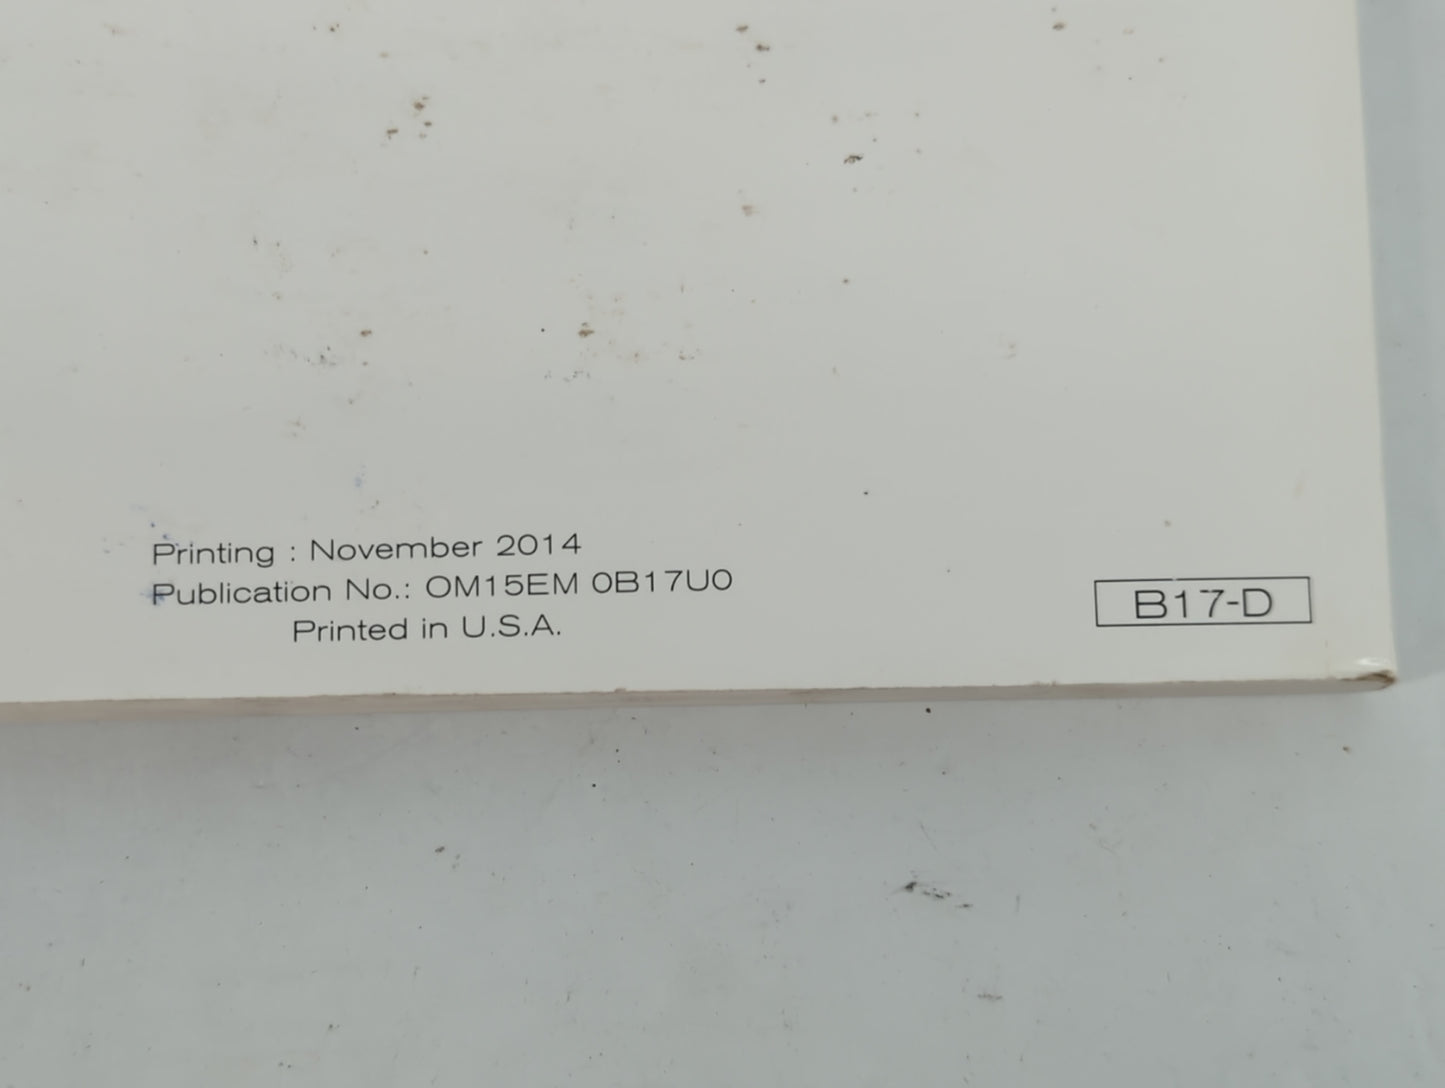 Printing : November 2014
Publication No.: OM15EM 0B17U0
Printed in U.S.A.
B17-D